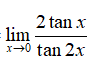 lim x→0 2 tan x / tan 2x